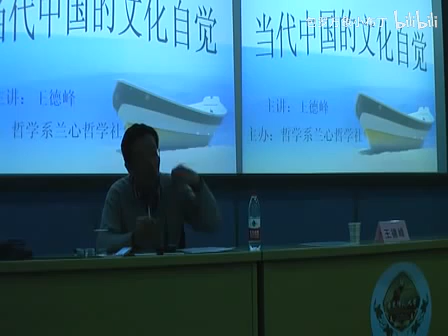 bilibili
当代中国的文化自觉
主讲：王德峰
哲学系兰心哲学社
当代中国的文化自觉
主讲：王德峰
主办：哲学系兰心哲学社
王德峰